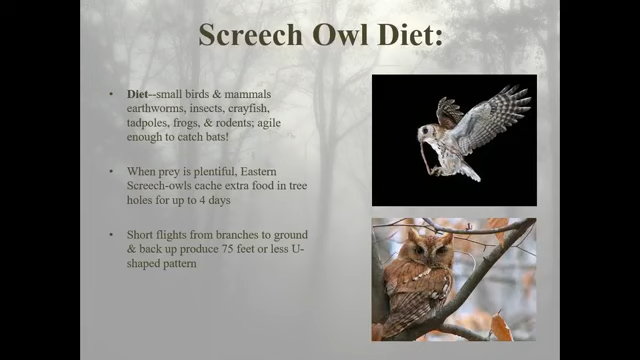 Screech Owl Diet:
• Diet--small birds & mammals
earthworms, insects, crayfish,
tadpoles, frogs, & rodents; agile
enough to catch bats!
• When prey is plentiful, Eastern
Screech-owls cache extra food in tree
holes for up to 4 days
• Short flights from branches to ground
& back up produce 75 feet or less U-
shaped pattern